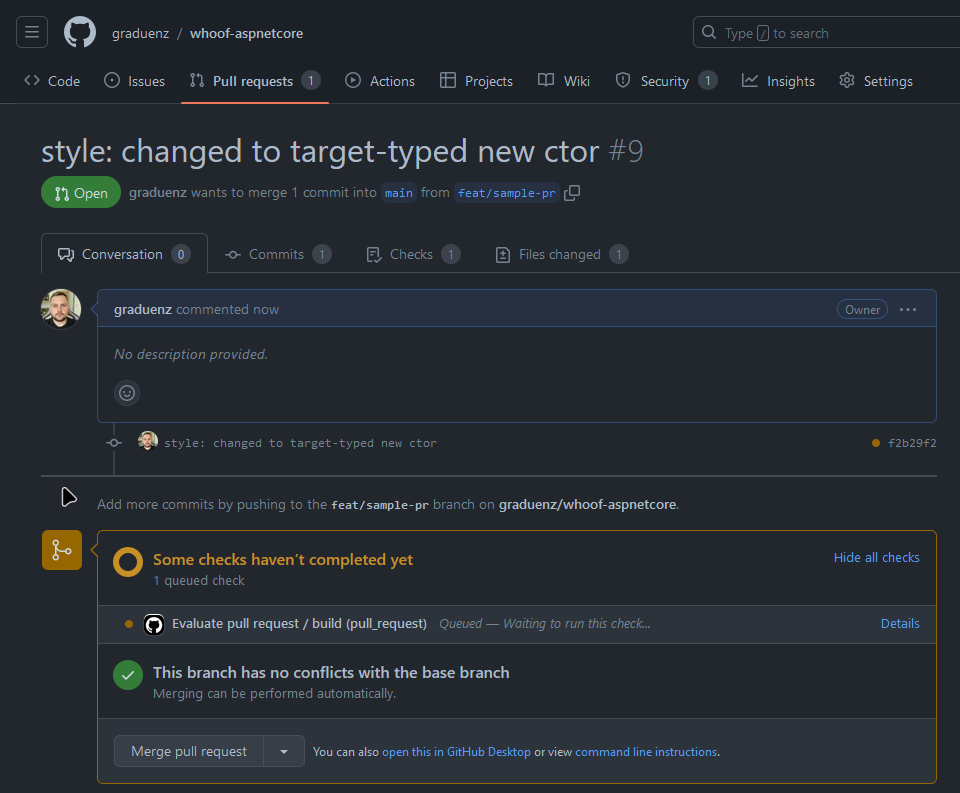 graduenz / whoof-aspnetcore Type / to search
Code Issues Pull requests 1 Actions Projects Wiki Security 1 Insights Settings
style: changed to target-typed new ctor #9
Open graduenz wants to merge 1 commit into main from feat/sample-pr
Conversation 0 Commits 1 Checks 1 Files changed 1
graduenz commented now Owner
No description provided.
style: changed to target-typed new ctor f2b29f2
Add more commits by pushing to the feat/sample-pr branch on graduenz/whoof-aspnetcore.
Some checks haven’t completed yet Hide all checks
1 queued check
Evaluate pull request / build (pull_request) Queued — Waiting to run this check... Details
This branch has no conflicts with the base branch
Merging can be performed automatically.
Merge pull request You can also open this in GitHub Desktop or view command line instructions.